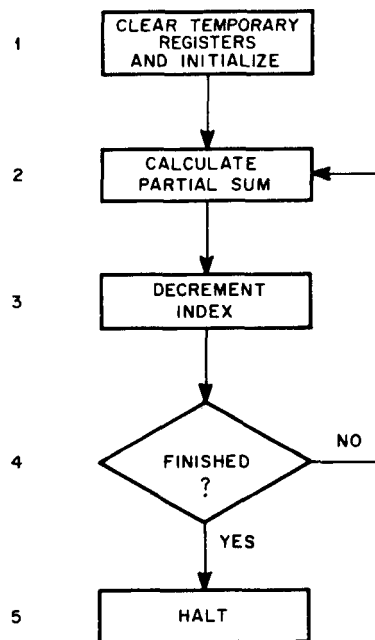 1
CLEAR TEMPORARY
REGISTERS
AND INITIALIZE
2
CALCULATE
PARTIAL SUM
3
DECREMENT
INDEX
4
FINISHED
?
NO
YES
5
HALT